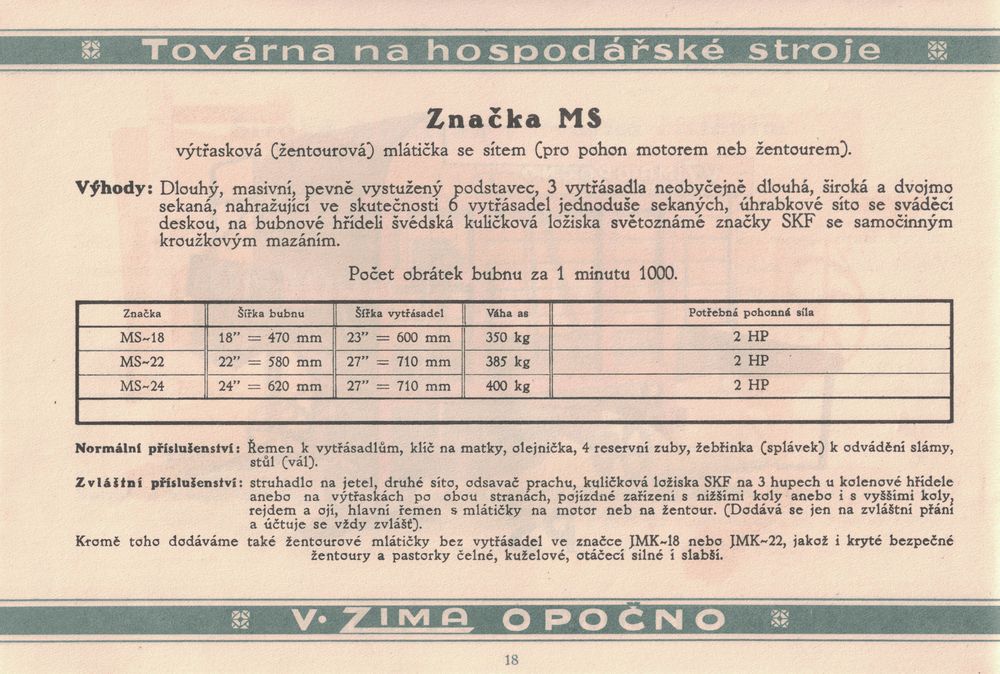 Továrna na hospodářské stroje
Značka MS
výtřasková (žentourová) mlátička se sítem (pro pohon motorem neb žentourem).
Výhody: Dlouhý, masivní, pevně vystužený podstavec, 3 vytřásadla neobyčejně dlouhá, široká a dvojmo
sekaná, nahražující ve skutečnosti 6 vytřásadel jednoduše sekaných, úhrabkové síto se sváděcí
deskou, na bubnové hřídeli švédská kuličková ložiska světoznámé značky SKF se samočinným
kroužkovým mazáním.
Počet obrátek bubnu za 1 minutu 1000.
Značka Šířka bubnu Šířka vytřásadel Váha as Potřebná pohonná síla
MS~18 18” = 470 mm 23” = 600 mm 350 kg 2 HP
MS~22 22” = 580 mm 27” = 710 mm 385 kg 2 HP
MS~24 24” = 620 mm 27” = 710 mm 400 kg 2 HP
Normální příslušenství: Řemen k vytřásadlům, klíč na matky, olejnička, 4 reservní zuby, žebřinka (splávek) k odvádění slámy,
stůl (vál).
Zvláštní příslušenství: struhadlo na jetel, druhé síto, odsavač prachu, kuličková ložiska SKF na 3 hupech u kolenové hřídele
anebo na výtřaskách po obou stranách, pojízdné zařízení s nižšími koly anebo i s vyššími koly,
rejdem a ojí, hlavní řemen s mlátičky na motor neb na žentour. (Dodává se jen na zvláštní přání
a účtuje se vždy zvlášť).
Kromě toho dodáváme také žentourové mlátičky bez vytřásadel ve značce JMK~18 nebo JMK~22, jakož i kryté bezpečné
žentoury a pastorky čelné, kuželové, otáčecí silné i slabší.
V. ZIMA OPOČNO
18